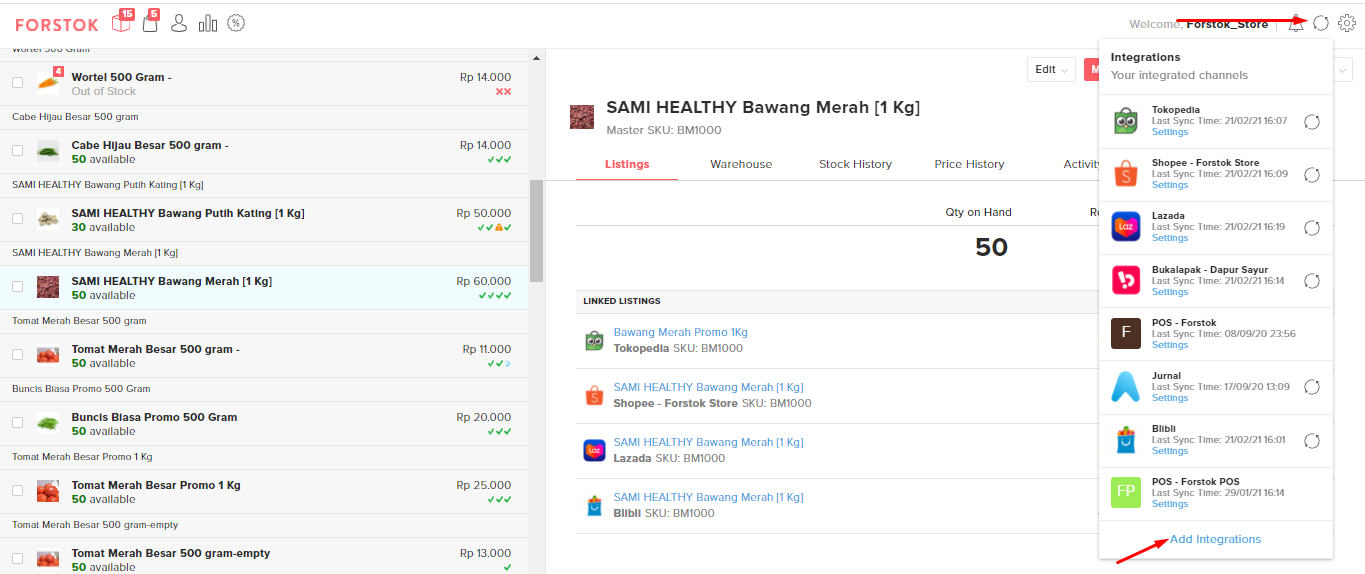 FORSTOK
15
5
Welcome, Forstok_Store
Wortel 500 Gram
4
Wortel 500 Gram -
Rp 14.000
Out of Stock
Cabe Hijau Besar 500 gram
Cabe Hijau Besar 500 gram -
Rp 14.000
50 available
SAMI HEALTHY Bawang Putih Kating [1 Kg]
SAMI HEALTHY Bawang Putih Kating [1 Kg]
Rp 50.000
30 available
SAMI HEALTHY Bawang Merah [1 Kg]
SAMI HEALTHY Bawang Merah [1 Kg]
Rp 60.000
50 available
Tomat Merah Besar 500 gram
Tomat Merah Besar 500 gram -
Rp 11.000
50 available
Buncis Biasa Promo 500 Gram
Buncis Biasa Promo 500 Gram
Rp 20.000
50 available
Tomat Merah Besar Promo 1 Kg
Tomat Merah Besar Promo 1 Kg
Rp 25.000
50 available
Tomat Merah Besar 500 gram-empty
Tomat Merah Besar 500 gram-empty
Rp 13.000
50 available
Edit
M
SAMI HEALTHY Bawang Merah [1 Kg]
Master SKU: BM1000
Listings
Warehouse
Stock History
Price History
Activity
Qty on Hand
50
LINKED LISTINGS
Bawang Merah Promo 1Kg
Tokopedia SKU: BM1000
SAMI HEALTHY Bawang Merah [1 Kg]
Shopee - Forstok Store SKU: BM1000
SAMI HEALTHY Bawang Merah [1 Kg]
Lazada SKU: BM1000
SAMI HEALTHY Bawang Merah [1 Kg]
Blibli SKU: BM1000
Integrations
Your integrated channels
Tokopedia
Last Sync Time: 21/02/21 16:07
Settings
Shopee - Forstok Store
Last Sync Time: 21/02/21 16:09
Settings
Laz
Lazada
Last Sync Time: 21/02/21 16:19
Settings
Bukalapak - Dapur Sayur
Last Sync Time: 21/02/21 16:14
Settings
F
POS - Forstok
Last Sync Time: 08/09/20 23:56
Settings
Jurnal
Last Sync Time: 17/09/20 13:09
Settings
Blibli
Last Sync Time: 21/02/21 16:01
Settings
FP
POS - Forstok POS
Last Sync Time: 29/01/21 16:14
Settings
Add Integrations